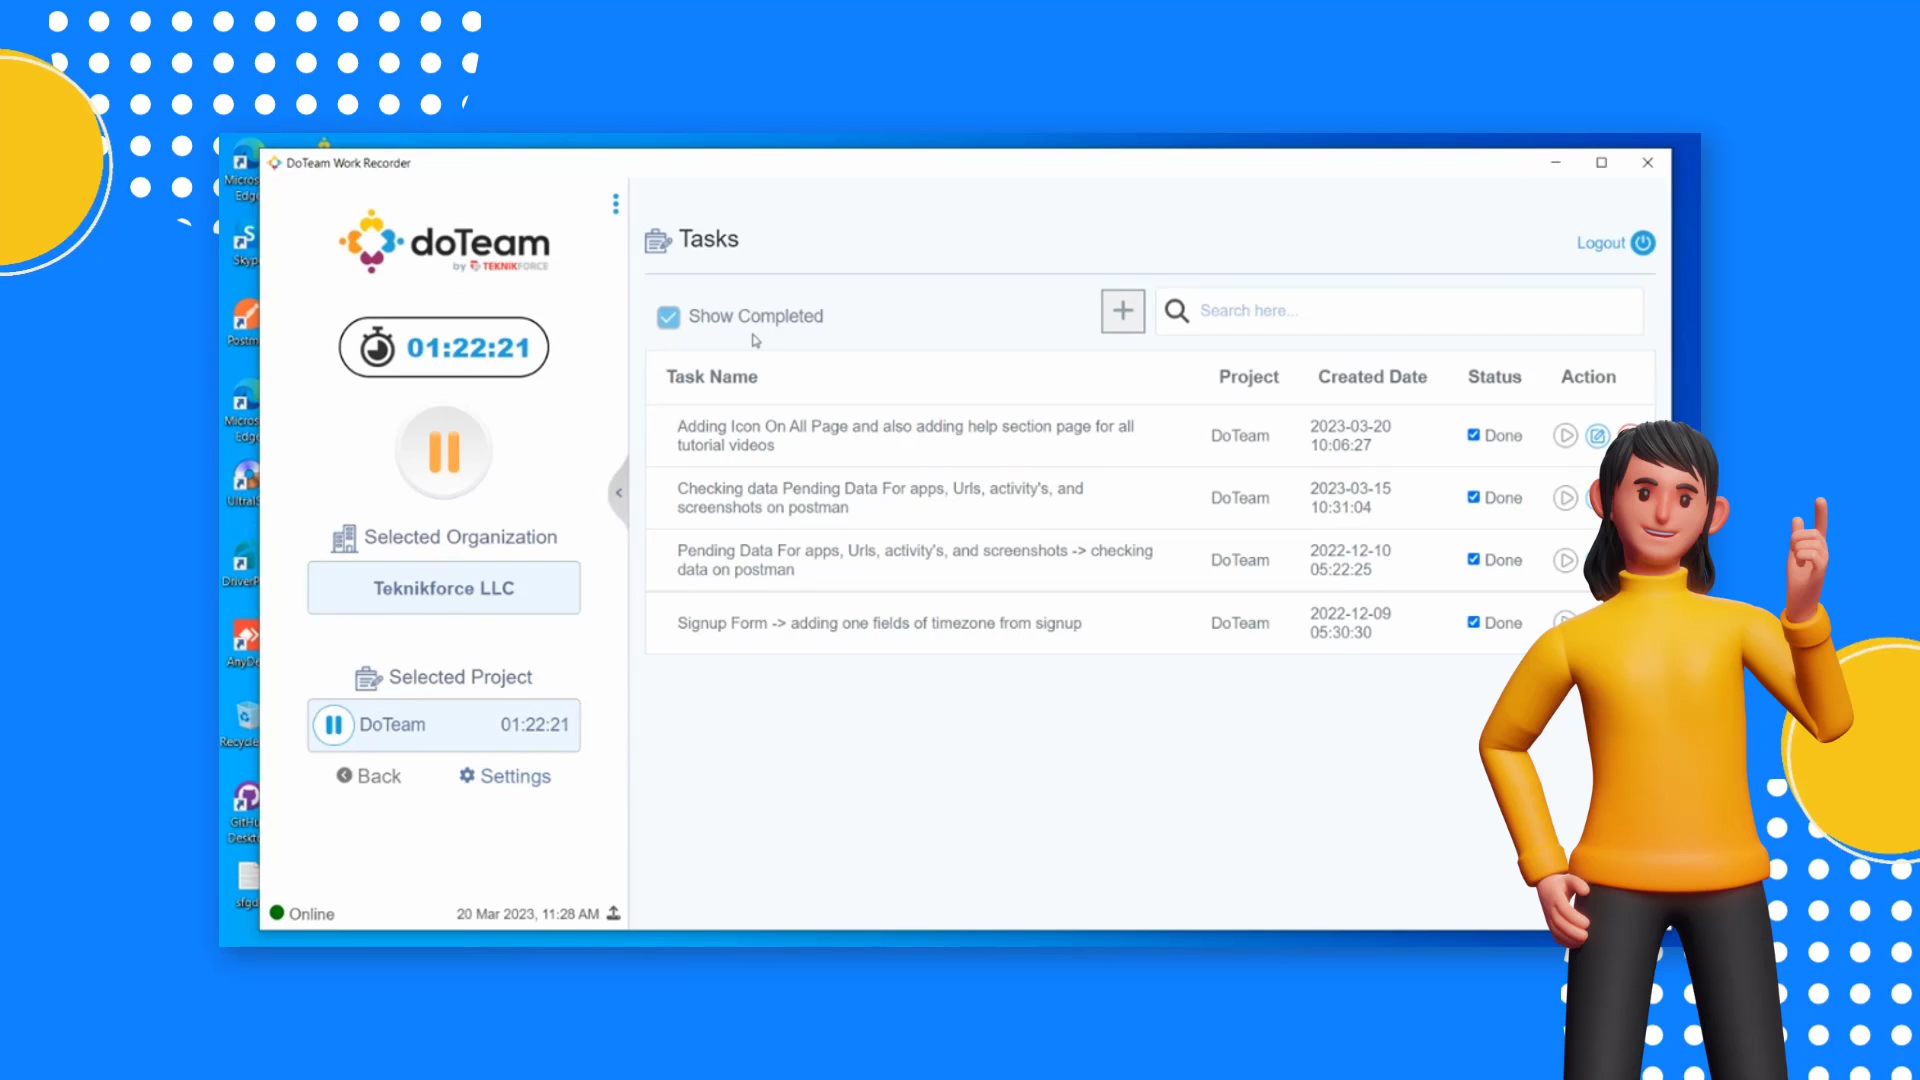 DoTeam Work Recorder
doTeam
by TEKNIKFORCE
01:22:21
Selected Organization
Teknikforce LLC
Selected Project
DoTeam 01:22:21
Back Settings
Online 20 Mar 2023, 11:28 AM
Tasks
Logout
Show Completed
Search here...
Task Name Project Created Date Status Action
Adding Icon On All Page and also adding help section page for all
tutorial videos
DoTeam
2023-03-20
10:06:27
Done
Checking data Pending Data For apps, Urls, activity's, and
screenshots on postman
DoTeam
2023-03-15
10:31:04
Done
Pending Data For apps, Urls, activity's, and screenshots -> checking
data on postman
DoTeam
2022-12-10
05:22:25
Done
Signup Form -> adding one fields of timezone from signup
DoTeam
2022-12-09
05:30:30
Done